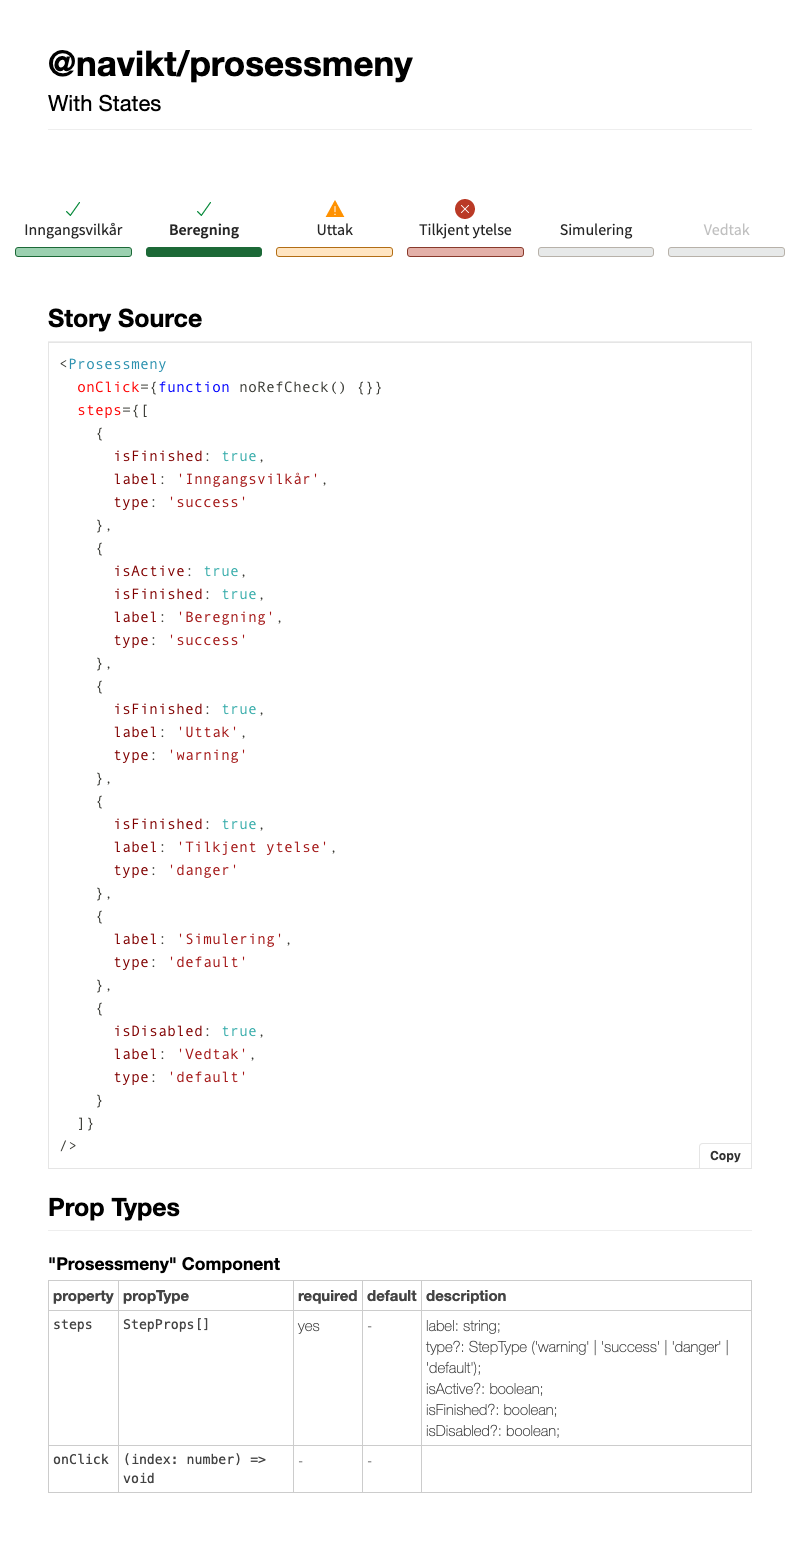 @navikt/prosessmeny
With States
Inngangsvilkår
Beregning
Uttak
Tilkjent ytelse
Simulering
Vedtak
Story Source
<Prosessmeny
  onClick={function noRefCheck() {}}
  steps={[
    {
      isFinished: true,
      label: 'Inngangsvilkår',
      type: 'success'
    },
    {
      isActive: true,
      isFinished: true,
      label: 'Beregning',
      type: 'success'
    },
    {
      isFinished: true,
      label: 'Uttak',
      type: 'warning'
    },
    {
      isFinished: true,
      label: 'Tilkjent ytelse',
      type: 'danger'
    },
    {
      label: 'Simulering',
      type: 'default'
    },
    {
      isDisabled: true,
      label: 'Vedtak',
      type: 'default'
    }
  ]}
/>
Copy
Prop Types
"Prosessmeny" Component
property propType required default description
steps StepProps[] yes - label: string;
type?: StepType ('warning' | 'success' | 'danger' |
'default');
isActive?: boolean;
isFinished?: boolean;
isDisabled?: boolean;
onClick (index: number) => - -
void